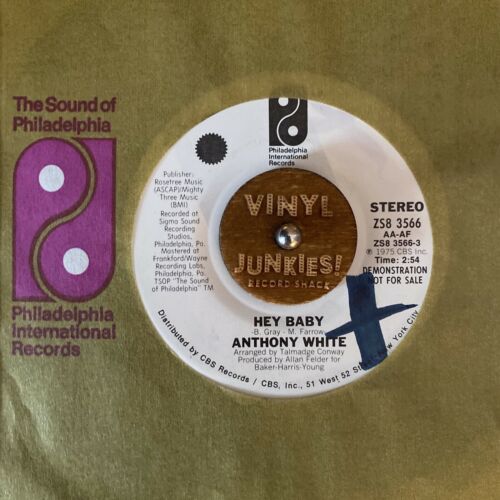 The Sound of
Philadelphia
Philadelphia
International
Records
Philadelphia
International
Records
Publisher:
Rosetree Music
(ASCAP)/Mighty
Three Music
(BMI)
Recorded at
Sigma Sound
Recording
Studios,
Philadelphia, Pa.
Mastered at
Frankford/Wayne
Recording Labs,
Philadelphia, Pa.
TSOP "The Sound
of Philadelphia" TM
VINYL
JUNKIES!
RECORD SHACK
STEREO
ZS8 3566
AA-AF
ZS8 3566-3
℗ 1975 CBS Inc.
Time: 2:54
DEMONSTRATION
NOT FOR SALE
HEY BABY
-B. Gray - M. Farrow-
ANTHONY WHITE
Arranged by Talmadge Conway
Produced by Allan Felder for
Baker-Harris-Young
Distributed by CBS Records / CBS, Inc., 51 West 52 Street, New York City